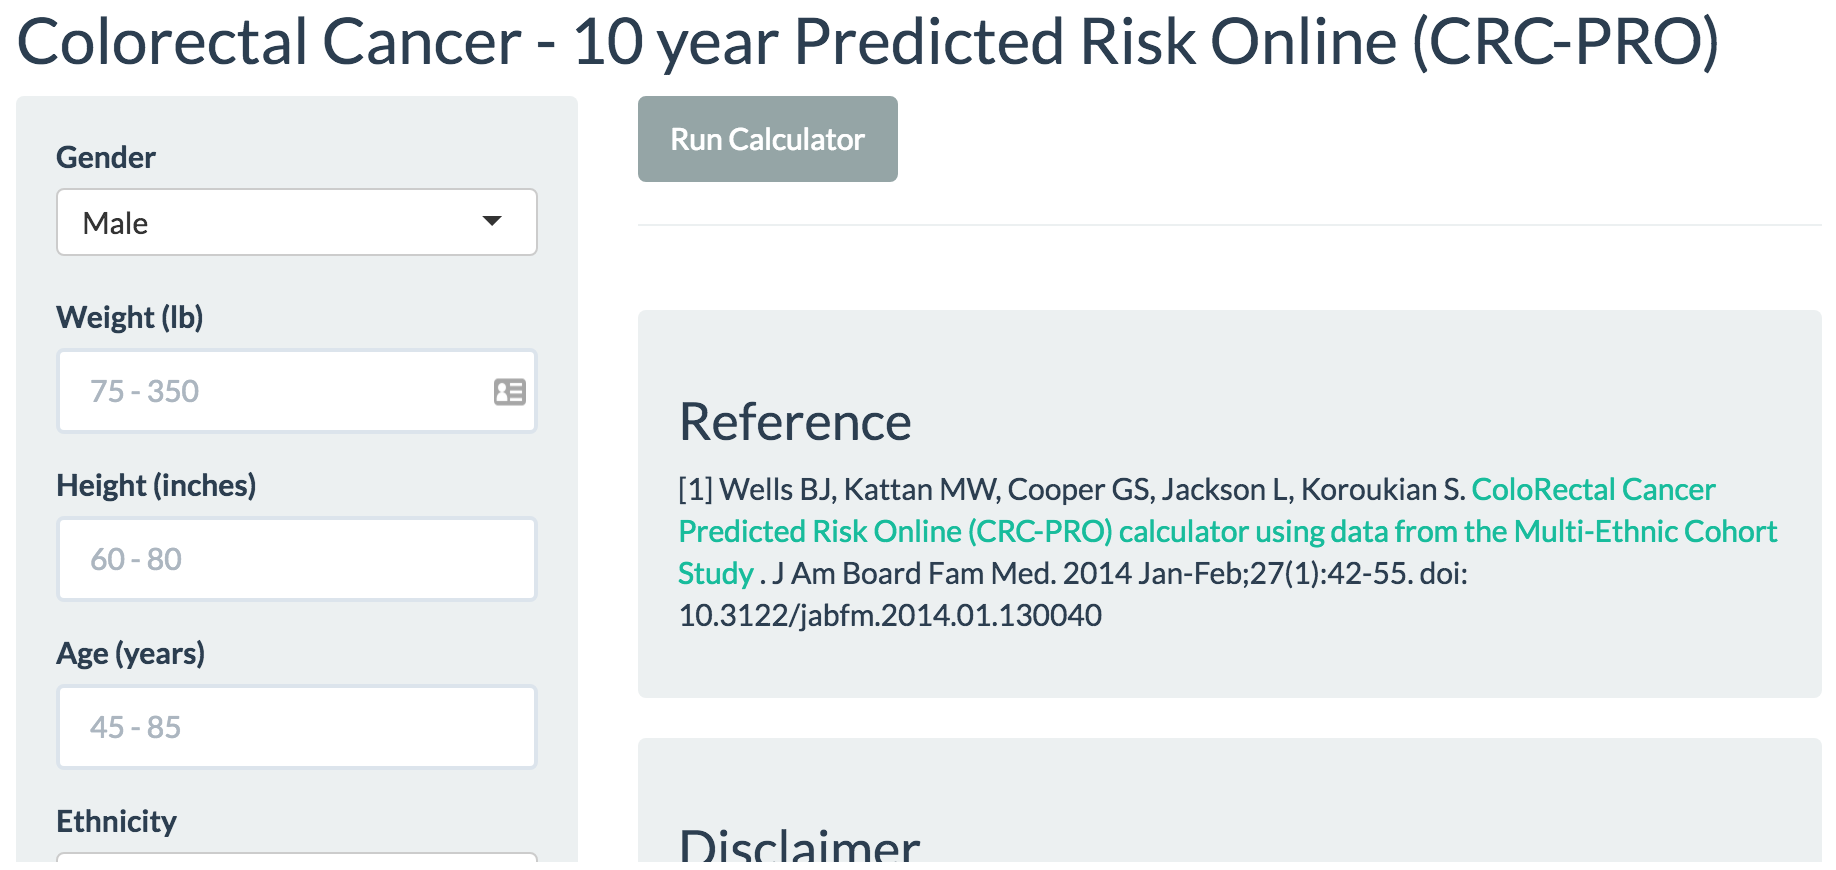 Colorectal Cancer - 10 year Predicted Risk Online (CRC-PRO)
Gender
Male
Weight (lb)
75 - 350
Height (inches)
60 - 80
Age (years)
45 - 85
Ethnicity
Run Calculator
Reference
[1] Wells BJ, Kattan MW, Cooper GS, Jackson L, Koroukian S. ColoRectal Cancer
Predicted Risk Online (CRC-PRO) calculator using data from the Multi-Ethnic Cohort
Study . J Am Board Fam Med. 2014 Jan-Feb;27(1):42-55. doi:
10.3122/jabfm.2014.01.130040
Disclaimer